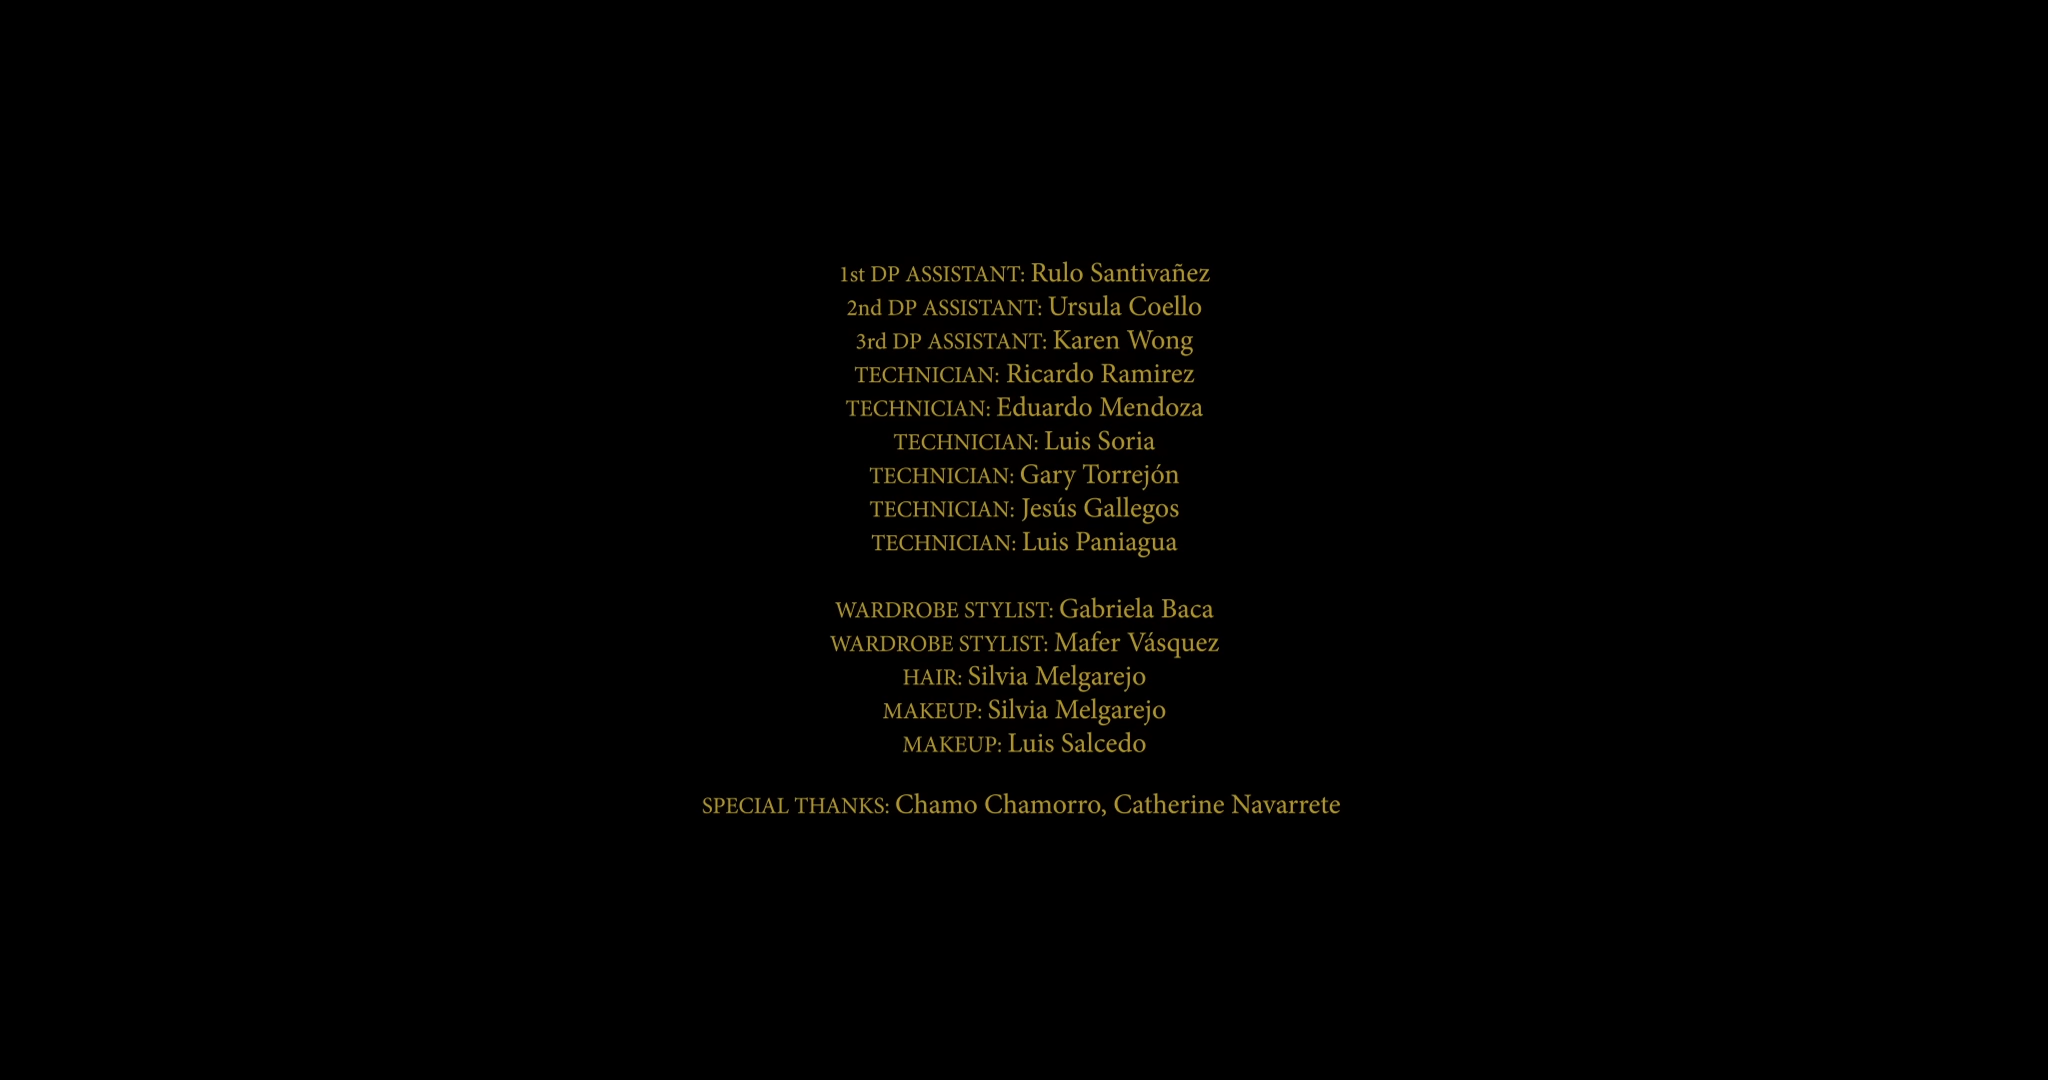 1st DP ASSISTANT: Rulo Santivañez
2nd DP ASSISTANT: Ursula Coello
3rd DP ASSISTANT: Karen Wong
TECHNICIAN: Ricardo Ramirez
TECHNICIAN: Eduardo Mendoza
TECHNICIAN: Luis Soria
TECHNICIAN: Gary Torrejón
TECHNICIAN: Jesús Gallegos
TECHNICIAN: Luis Paniagua
WARDROBE STYLIST: Gabriela Baca
WARDROBE STYLIST: Mafer Vásquez
HAIR: Silvia Melgarejo
MAKEUP: Silvia Melgarejo
MAKEUP: Luis Salcedo
SPECIAL THANKS: Chamo Chamorro, Catherine Navarrete